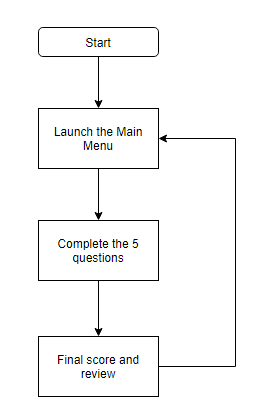 Start
Launch the Main
Menu
Complete the 5
questions
Final score and
review